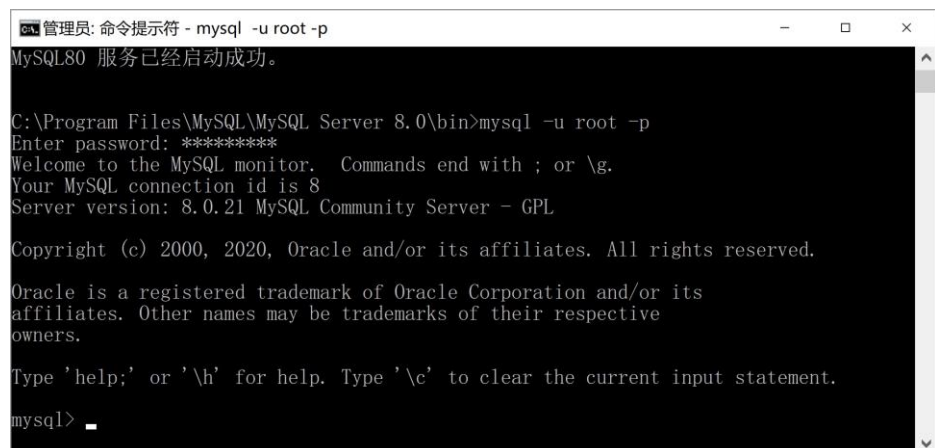 管理员: 命令提示符 - mysql  -u root -p
MySQL80 服务已经启动成功。
C:\Program Files\MySQL\MySQL Server 8.0\bin>mysql -u root -p
Enter password: *********
Welcome to the MySQL monitor.  Commands end with ; or \g.
Your MySQL connection id is 8
Server version: 8.0.21 MySQL Community Server - GPL
Copyright (c) 2000, 2020, Oracle and/or its affiliates. All rights reserved.
Oracle is a registered trademark of Oracle Corporation and/or its
affiliates. Other names may be trademarks of their respective
owners.
Type 'help;' or '\h' for help. Type '\c' to clear the current input statement.
mysql>